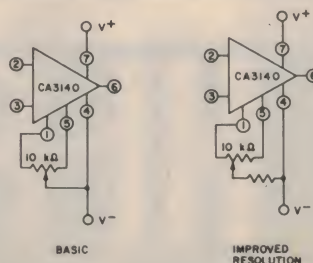 V+
7
2
CA3140
6
3
4
1
5
10 kΩ
V−
BASIC
V+
7
2
CA3140
6
3
4
1
5
10 kΩ
V−
IMPROVED
RESOLUTION